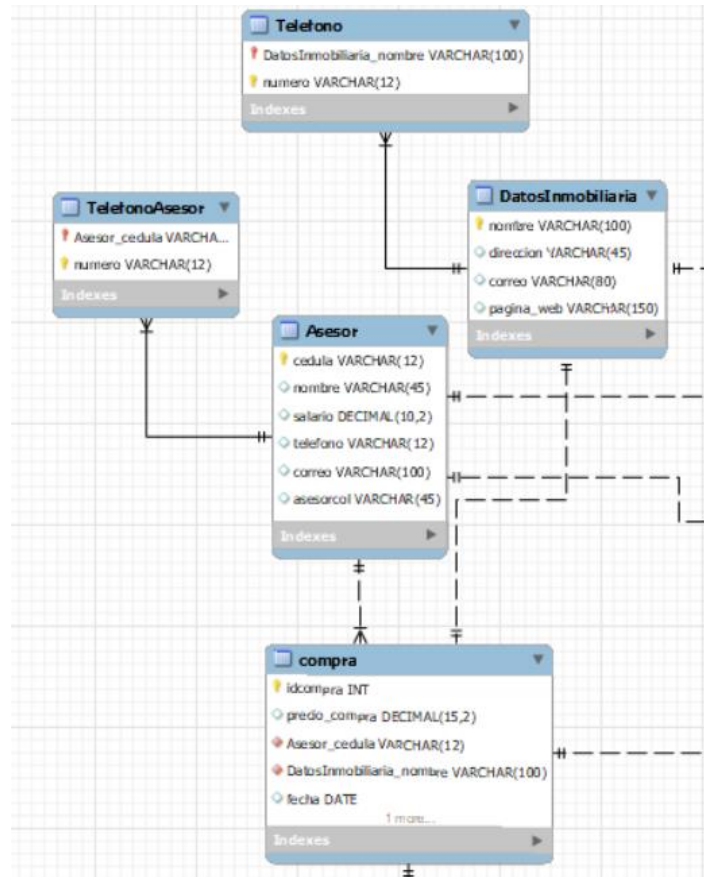 Telefono
DatosInmobiliaria_nombre VARCHAR(100)
numero VARCHAR(12)
Indexes
TelefonoAsesor
Asesor_cedula VARCHA...
numero VARCHAR(12)
Indexes
DatosInmobiliaria
nombre VARCHAR(100)
direccion VARCHAR(45)
correo VARCHAR(80)
pagina_web VARCHAR(150)
Indexes
Asesor
cedula VARCHAR(12)
nombre VARCHAR(45)
salario DECIMAL(10,2)
telefono VARCHAR(12)
correo VARCHAR(100)
asesorcol VARCHAR(45)
Indexes
compra
idcompra INT
precio_compra DECIMAL(15,2)
Asesor_cedula VARCHAR(12)
DatosInmobiliaria_nombre VARCHAR(100)
fecha DATE
1 more...
Indexes